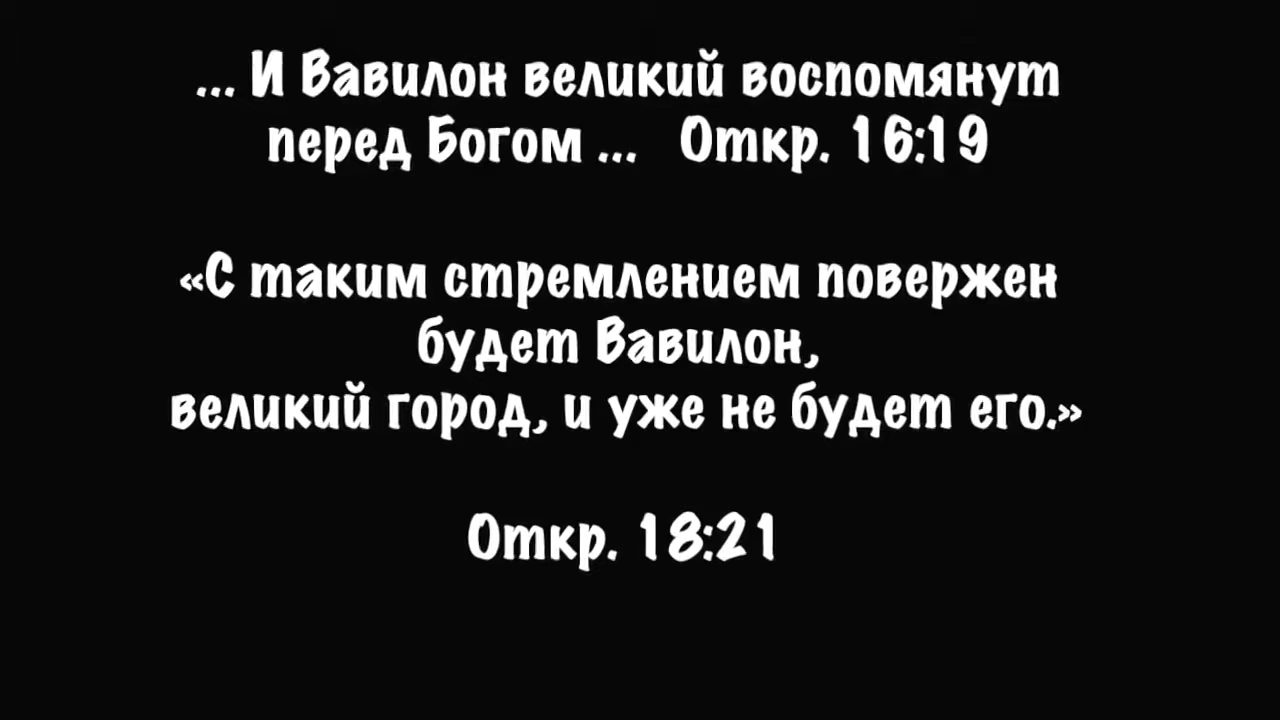 ... И Вавилон великий воспомянут
перед Богом ... Откр. 16:19
«С таким стремлением повержен
будет Вавилон,
великий город, и уже не будет его.»
Откр. 18:21